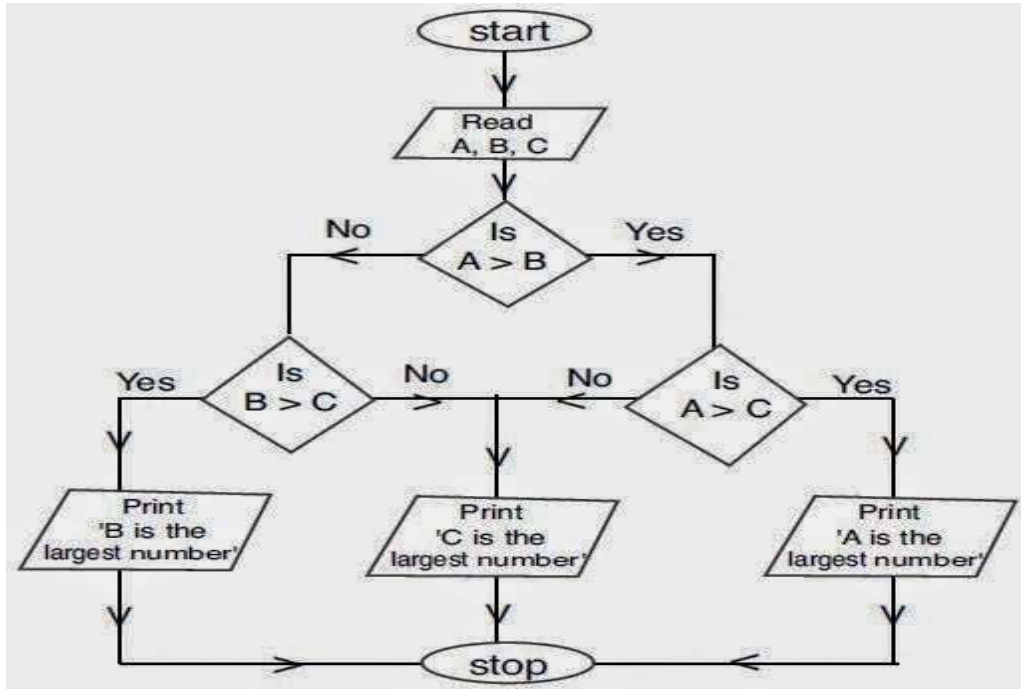 start
Read
A, B, C
Is
A > B
No
Yes
Is
B > C
Yes
No
Is
A > C
No
Yes
Print
'B is the
largest number'
Print
'C is the
largest number'
Print
'A is the
largest number'
stop